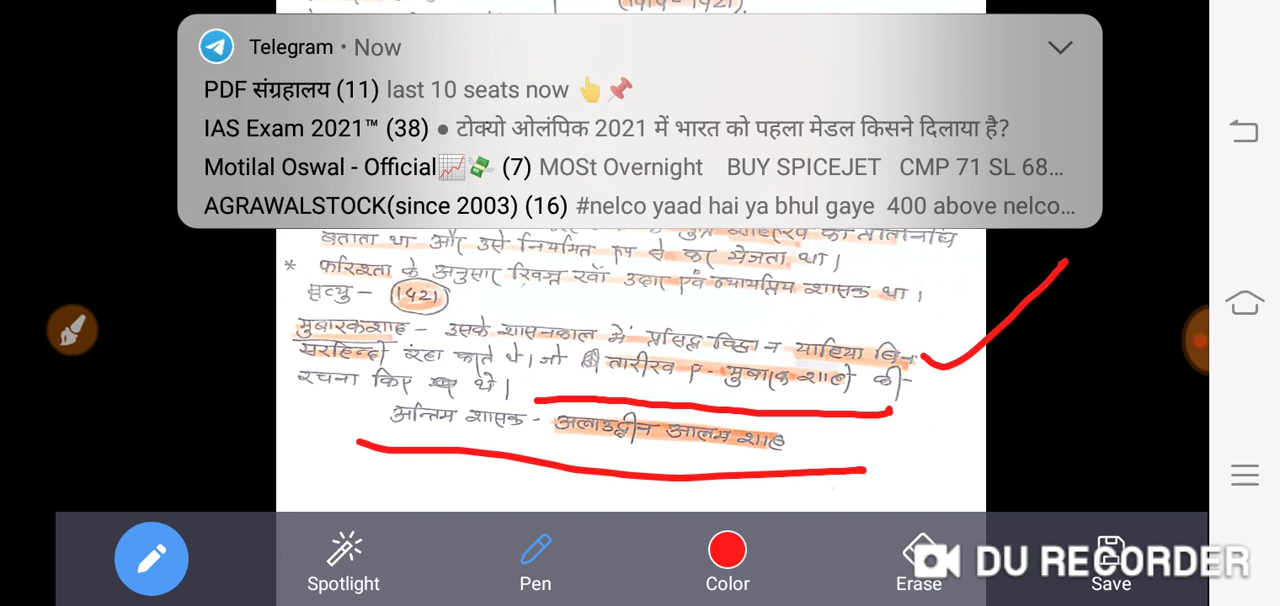 Telegram · Now
PDF संग्रहालय (11) last 10 seats now 👆📌
IAS Exam 2021™ (38) ● टोक्यो ओलंपिक 2021 में भारत को पहला मेडल किसने दिलाया है?
Motilal Oswal - Official📈💸 (7) MOSt Overnight BUY SPICEJET CMP 71 SL 68...
AGRAWALSTOCK(since 2003) (16) #nelco yaad hai ya bhul gaye 400 above nelco...
बताता था और उसे नियमित रूप से कर भेजता था।
* फरिश्ता के अनुसार खिज्र खाँ उदार एवं न्यायप्रिय शासक था।
मृत्यु - 1421
मुबारकशाह - उसके शासनकाल में प्रसिद्ध विद्वान याहिया बिन
सरहिन्दी रहा करते थे। जो तारीख ए- मुबारकशाही की
रचना किए थे।
अन्तिम शासक - अलाउद्दीन आलम शाह
Spotlight
Pen
Color
Erase
Save
DU RECORDER